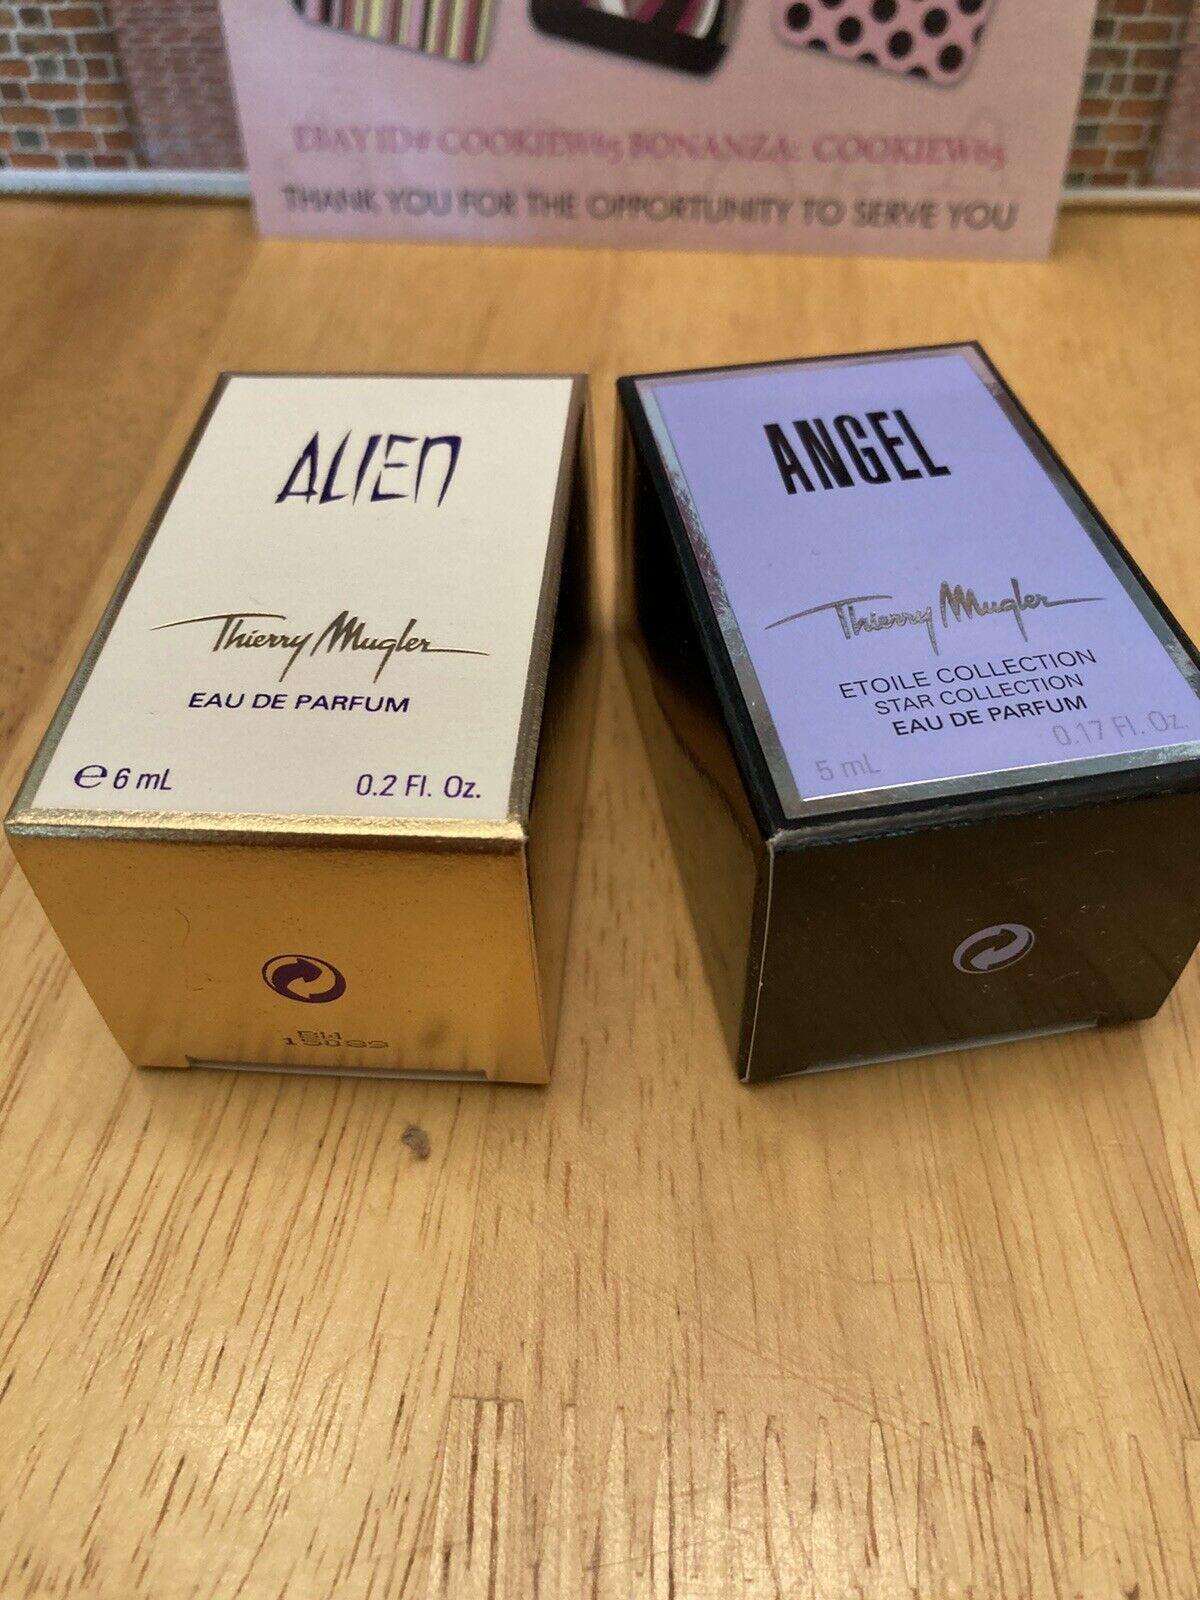 EBAY ID# COOKIEW65 BONANZA: COOKIEW65
THANK YOU FOR THE OPPORTUNITY TO SERVE YOU
ALIEN
Thierry Mugler
EAU DE PARFUM
℮ 6 mL 0.2 Fl. Oz.
ANGEL
Thierry Mugler
ETOILE COLLECTION
STAR COLLECTION
EAU DE PARFUM
5 mL 0.17 Fl. Oz.